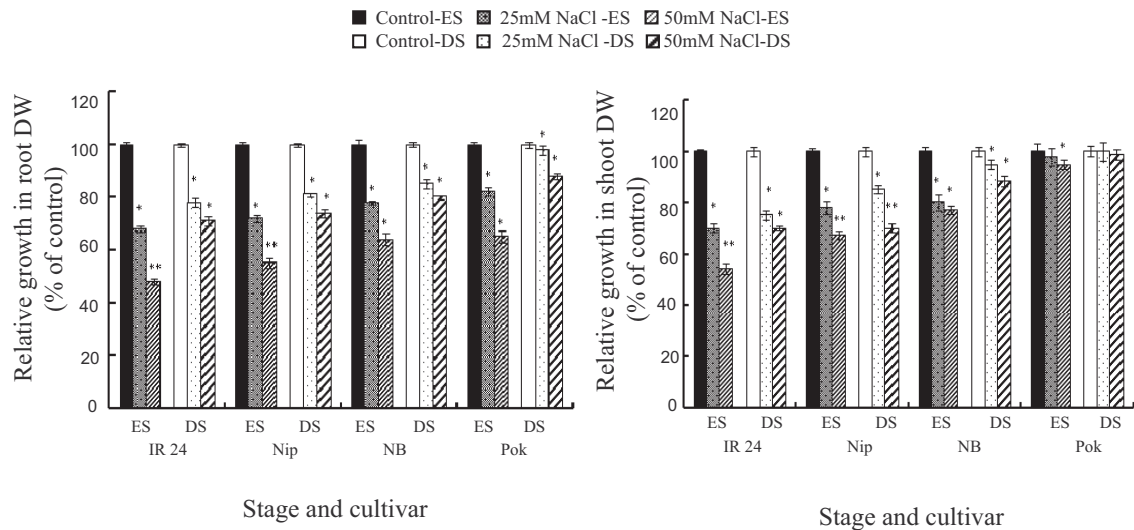 Control-ES 25mM NaCl -ES 50mM NaCl-ES
Control-DS 25mM NaCl -DS 50mM NaCl-DS
Relative growth in root DW
(% of control)
120
100
80
60
40
20
0
* ** * * * ** * * * * * * * * * *
ES DS ES DS ES DS ES DS
IR 24 Nip NB Pok
Stage and cultivar
Relative growth in shoot DW
(% of control)
120
100
80
60
40
20
0
* ** * * * ** * ** * * * * *
ES DS ES DS ES DS ES DS
IR 24 Nip NB Pok
Stage and cultivar